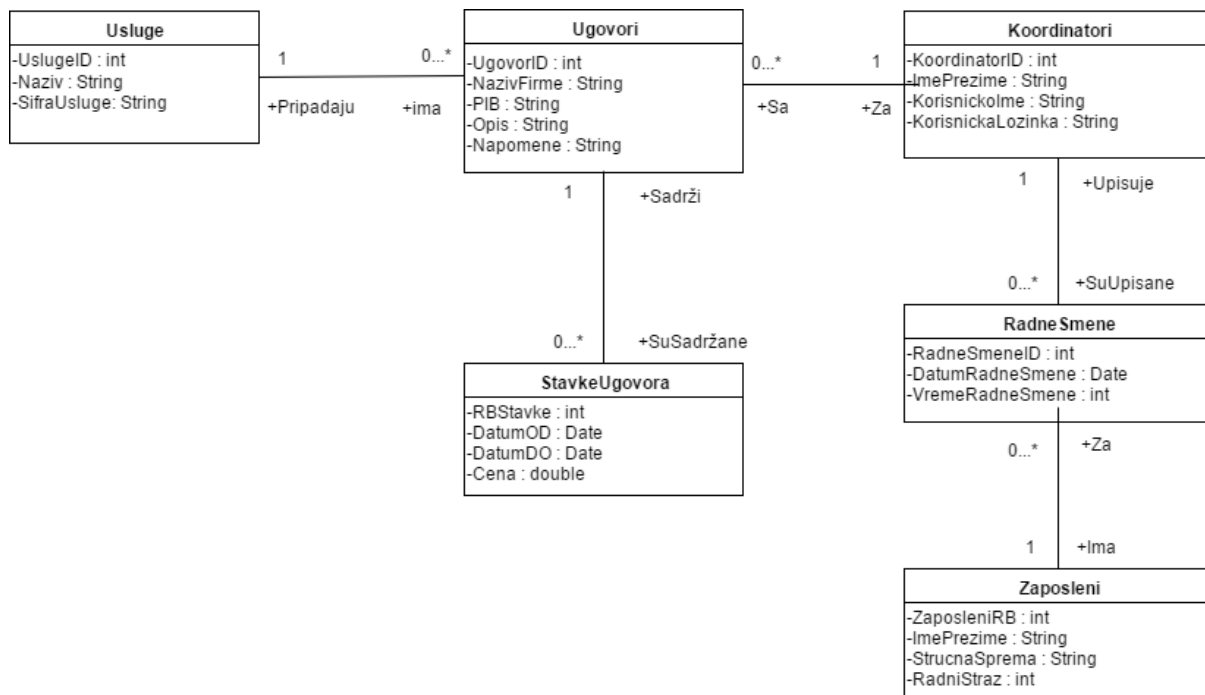 Usluge
-UslugeID : int
-Naziv : String
-SifraUsluge: String
1
0...*
+Pripadaju
+ima
Ugovori
-UgovorID : int
-NazivFirme : String
-PIB : String
-Opis : String
-Napomene : String
0...*
1
+Sa
+Za
Koordinatori
-KoordinatorID : int
-ImePrezime : String
-KorisnickoIme : String
-KorisnickaLozinka : String
1
+Sadrži
0...*
+SuSadržane
StavkeUgovora
-RBStavke : int
-DatumOD : Date
-DatumDO : Date
-Cena : double
1
+Upisuje
0...*
+SuUpisane
RadneSmene
-RadneSmeneID : int
-DatumRadneSmene : Date
-VremeRadneSmene : int
0...*
+Za
1
+Ima
Zaposleni
-ZaposleniRB : int
-ImePrezime : String
-StrucnaSprema : String
-RadniStraz : int